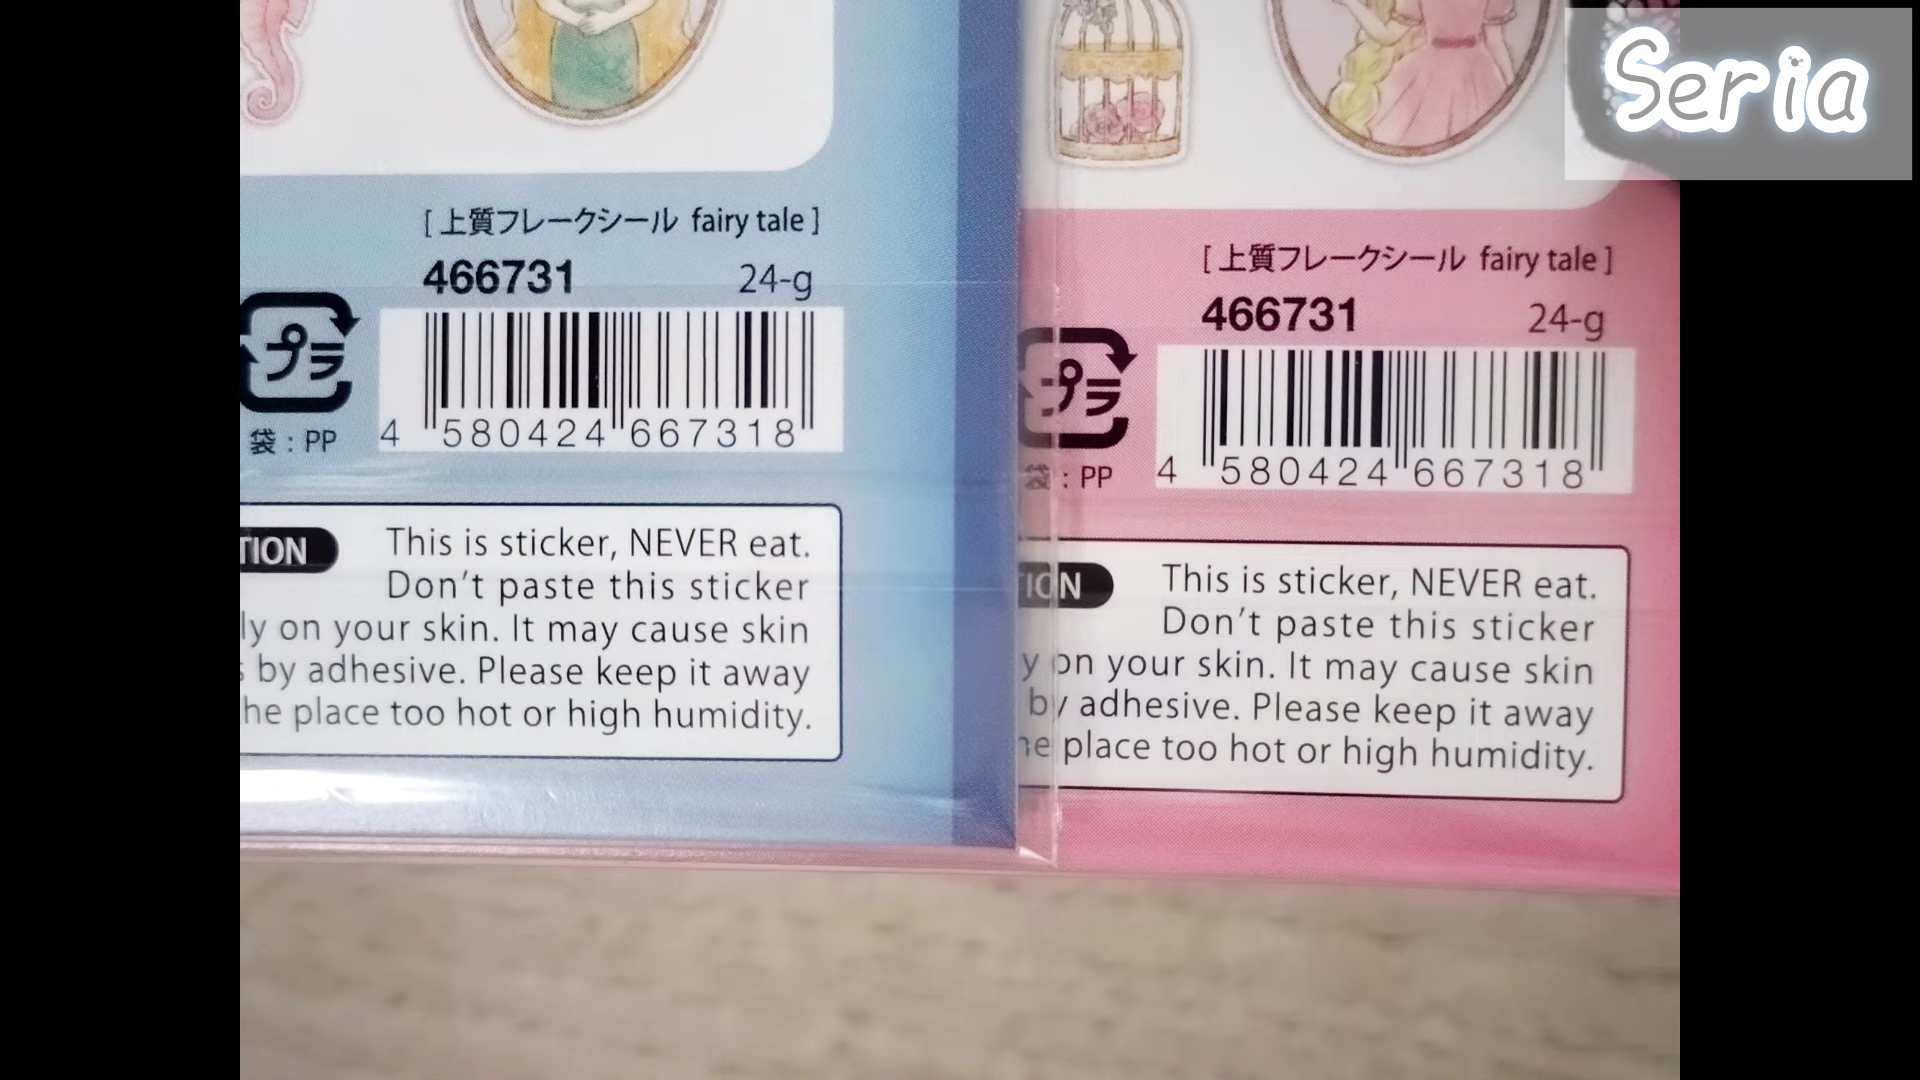 Seria
[ 上質フレークシール fairy tale ]
466731 24-g
プラ
4 580424 667318
袋 : PP
TION This is sticker, NEVER eat.
Don't paste this sticker
ly on your skin. It may cause skin
by adhesive. Please keep it away
he place too hot or high humidity.
[ 上質フレークシール fairy tale ]
466731 24-g
プラ
4 580424 667318
袋 : PP
TION This is sticker, NEVER eat.
Don't paste this sticker
y on your skin. It may cause skin
by adhesive. Please keep it away
he place too hot or high humidity.